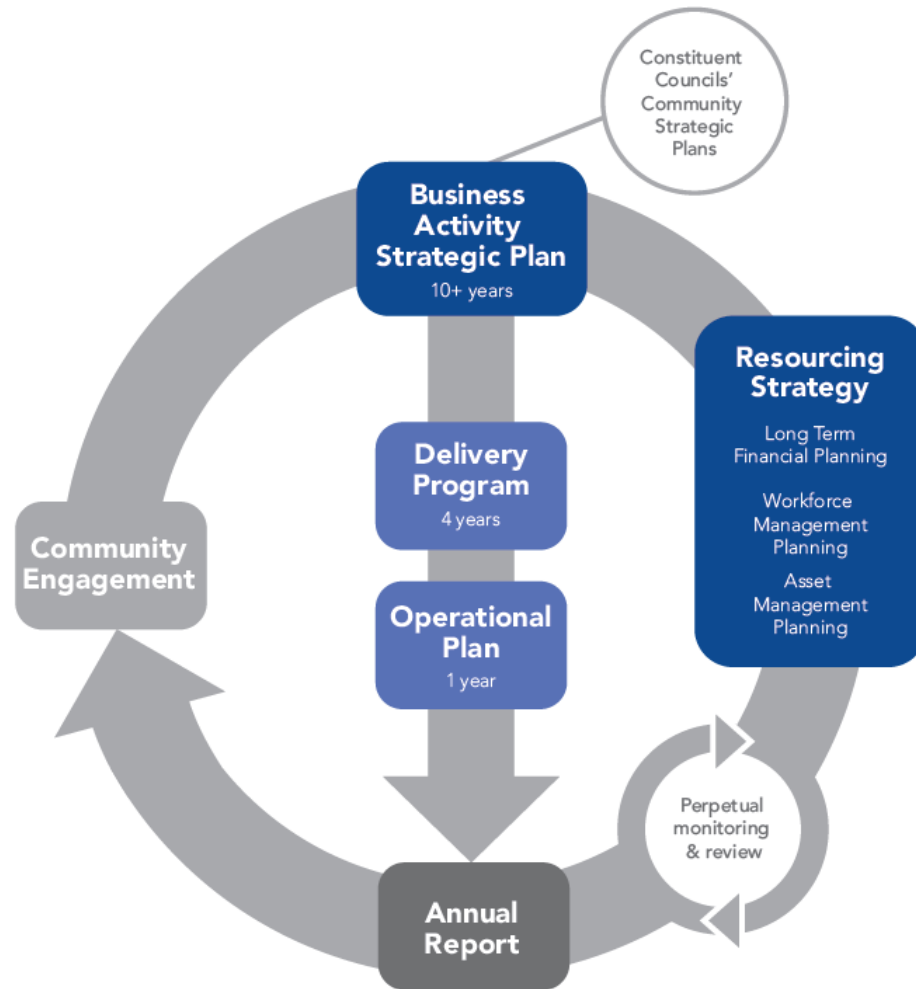 Constituent
Councils’
Community
Strategic
Plans
Business
Activity
Strategic Plan
10+ years
Resourcing
Strategy
Long Term
Financial Planning
Workforce
Management
Planning
Asset
Management
Planning
Delivery
Program
4 years
Community
Engagement
Operational
Plan
1 year
Perpetual
monitoring
& review
Annual
Report